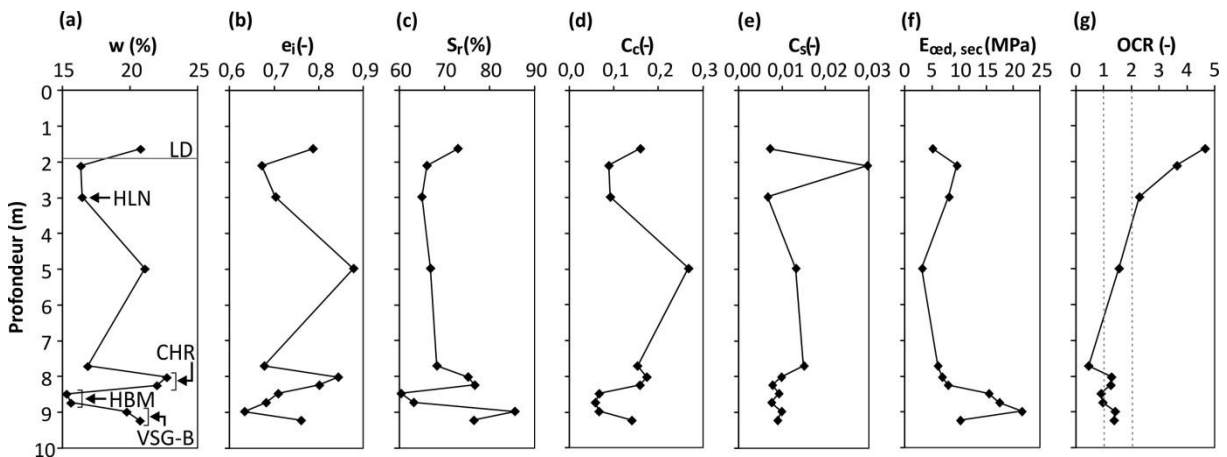 (a) (b) (c) (d) (e) (f) (g)
w (%) eᵢ(-) Sᵣ(%) C꜀(-) Cₛ(-) Eœd, sec (MPa) OCR (-)
15 20 25 0,6 0,7 0,8 0,9 60 70 80 90 0,0 0,1 0,2 0,3 0,00 0,01 0,02 0,03 0 5 10 15 20 25 0 1 2 3 4 5
0
1
LD
2
3
HLN
4
Profondeur (m)
5
6
7
CHR
8
HBM
9
VSG-B
10